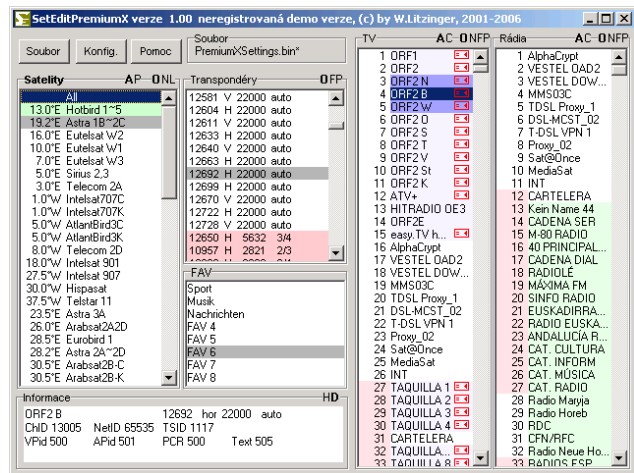 SetEditPremiumX verze 1.00 neregistrovaná demo verze, (c) by W.Litzinger, 2001-2006
Soubor
Konfig.
Pomoc
Soubor
PremiumXSettings.bin*
Satelity AP ONL
All
13.0°E Hotbird 1~5
19.2°E Astra 1B~2C
16.0°E Eutelsat W2
10.0°E Eutelsat W1
7.0°E Eutelsat W3
5.0°E Sirius 2,3
3.0°E Telecom 2A
1.0°W Intelsat707C
1.0°W Intelsat707K
5.0°W AtlantBird3C
5.0°W AtlantBird3K
8.0°W Telecom 2D
18.0°W Intelsat 901
27.5°W Intelsat 907
30.0°W Hispasat
37.5°W Telstar 11
23.5°E Astra 3A
26.0°E Arabsat2A2D
28.5°E Eurobird 1
28.2°E Astra 2A~2D
30.5°E Arabsat2B-C
30.5°E Arabsat2B-K
Transpondéry OFP
12581 V 22000 auto
12604 H 22000 auto
12611 V 22000 auto
12633 H 22000 auto
12640 V 22000 auto
12663 H 22000 auto
12692 H 22000 auto
12699 H 22000 auto
12670 V 22000 auto
12722 H 22000 auto
12728 V 22000 auto
12650 H 5632 3/4
10957 H 2821 2/3
FAV
Sport
Musik
Nachrichten
FAV 4
FAV 5
FAV 6
FAV 7
FAV 8
TV AC ONFP
1 ORF1
2 ORF2
3 ORF2 N
4 ORF2 B
5 ORF2 W
6 ORF2 O
7 ORF2 S
8 ORF2 T
9 ORF2 V
10 ORF2 St
11 ORF2 K
12 ATV+
13 HITRADIO OE3
14 ORF2E
15 easy.TV h...
16 AlphaCrypt
17 VESTEL OAD2
18 VESTEL DOW...
19 MMS03C
20 TDSL Proxy_1
21 DSL-MCST_02
22 T-DSL VPN 1
23 Proxy_02
24 Sat@Once
25 MediaSat
26 INT
27 TAQUILLA 1
28 TAQUILLA 2
29 TAQUILLA 3
30 TAQUILLA 4
31 CARTELERA
32 TAQUILLA...
33 TAQUILLA 8
Rádia AC ONFP
1 AlphaCrypt
2 VESTEL OAD2
3 VESTEL DOW...
4 MMS03C
5 TDSL Proxy_1
6 DSL-MCST_02
7 T-DSL VPN 1
8 Proxy_02
9 Sat@Once
10 MediaSat
11 INT
12 CARTELERA
13 Kein Name 44
14 CADENA SER
15 M-80 RADIO
16 40 PRINCIPAL...
17 CADENA DIAL
18 RADIOLÉ
19 MÁXIMA FM
20 SINFO RADIO
21 EUSKADIRRA...
22 RADIO EUSKA...
23 ANDALUCÍA R...
24 CAT. CULTURA
25 CAT. INFORM
26 CAT. MÚSICA
27 CAT. RADIO
28 Radio Maryja
29 Radio Horeb
30 RDC
31 CFN/RFC
32 Radio Neue Ho...
33 RADIOS ESP
Informace HD
ORF2 B 12692 hor 22000 auto
ChID 13005 NetID 65535 TSID 1117
VPid 500 APid 501 PCR 500 Text 505